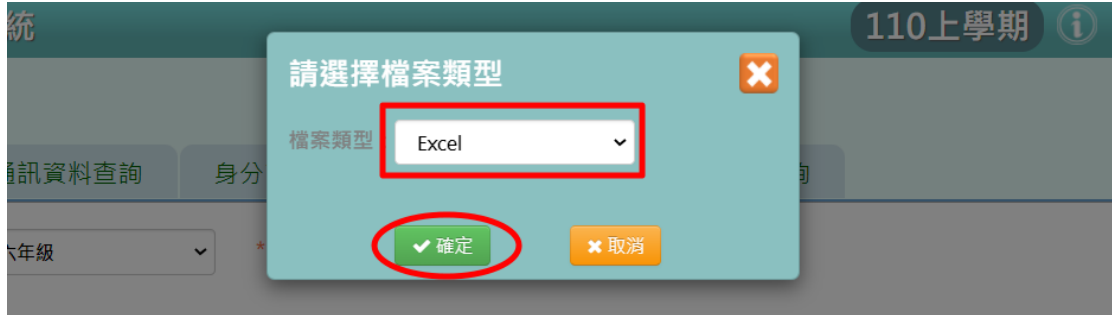 統
110上學期
請選擇檔案類型
檔案類型
Excel
通訊資料查詢
身分
詢
六年級
*
確定
取消